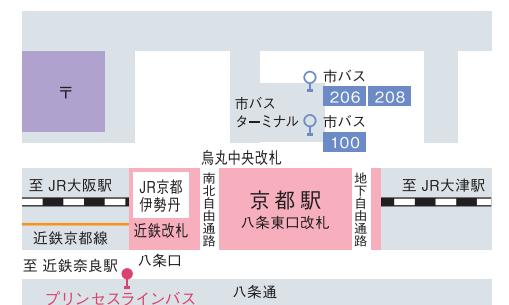 〒
市バス
206 208
市バス
ターミナル
市バス
100
烏丸中央改札
至 JR大阪駅
JR京都
伊勢丹
南北自由通路
京都駅
八条東口改札
地下自由通路
至 JR大津駅
近鉄京都線
近鉄改札
至 近鉄奈良駅
八条口
プリンセスラインバス
八条通